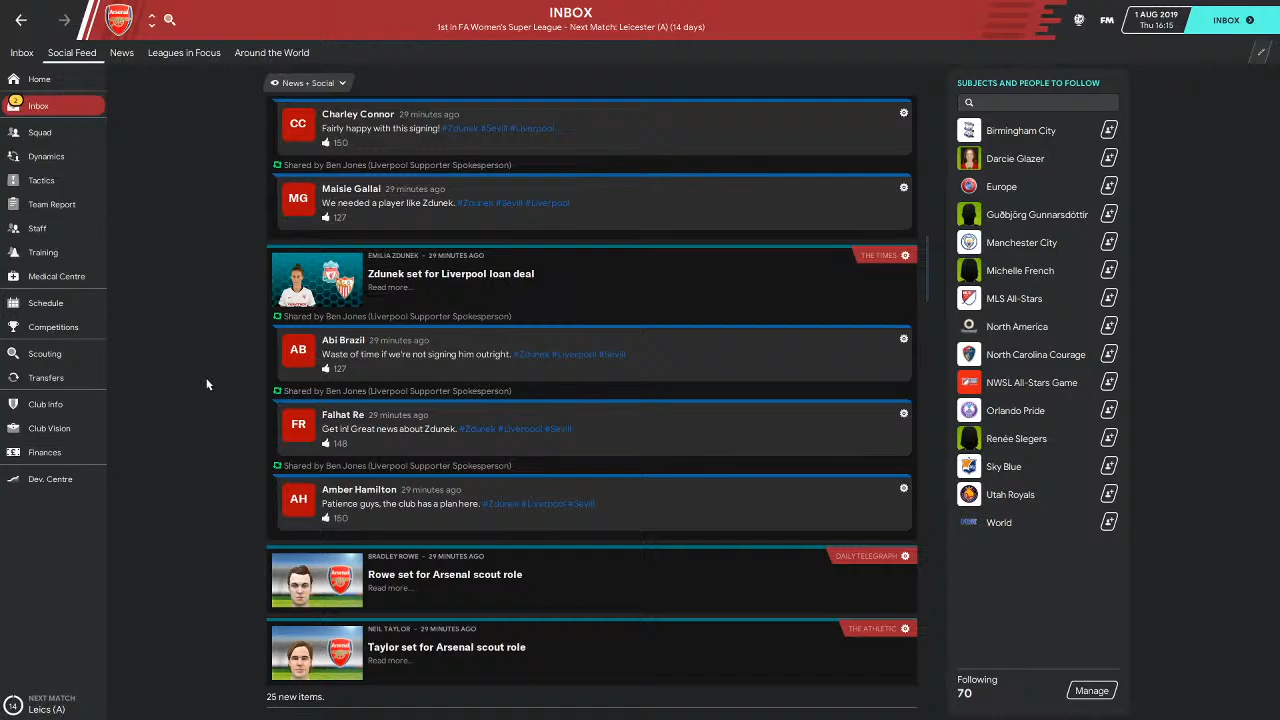 INBOX
1st in FA Women's Super League - Next Match: Leicester (A) (14 days)
FM
1 AUG 2019
Thu 16:15
INBOX
Inbox
Social Feed
News
Leagues in Focus
Around the World
Home
2
Inbox
Squad
Dynamics
Tactics
Team Report
Staff
Training
Medical Centre
Schedule
Competitions
Scouting
Transfers
Club Info
Club Vision
Finances
Dev. Centre
14
NEXT MATCH
Leics (A)
News + Social
CC
Charley Connor 29 minutes ago
Fairly happy with this signing! #Zdunek #Sevill #Liverpool
150
Shared by Ben Jones (Liverpool Supporter Spokesperson)
MG
Maisie Gallai 29 minutes ago
We needed a player like Zdunek. #Zdunek #Sevill #Liverpool
127
EMILIA ZDUNEK - 29 MINUTES AGO
THE TIMES
Zdunek set for Liverpool loan deal
Read more...
Shared by Ben Jones (Liverpool Supporter Spokesperson)
AB
Abi Brazil 29 minutes ago
Waste of time if we're not signing him outright. #Zdunek #Liverpool #Sevill
127
Shared by Ben Jones (Liverpool Supporter Spokesperson)
FR
Falhat Re 29 minutes ago
Get in! Great news about Zdunek. #Zdunek #Liverpool #Sevill
148
Shared by Ben Jones (Liverpool Supporter Spokesperson)
AH
Amber Hamilton 29 minutes ago
Patience guys, the club has a plan here. #Zdunek #Liverpool #Sevill
150
BRADLEY ROWE - 29 MINUTES AGO
DAILY TELEGRAPH
Rowe set for Arsenal scout role
Read more...
NEIL TAYLOR - 29 MINUTES AGO
THE ATHLETIC
Taylor set for Arsenal scout role
Read more...
25 new items.
SUBJECTS AND PEOPLE TO FOLLOW
Birmingham City
Darcie Glazer
Europe
Guðbjörg Gunnarsdóttir
Manchester City
Michelle French
MLS All-Stars
North America
North Carolina Courage
NWSL All-Stars Game
Orlando Pride
Renée Slegers
Sky Blue
Utah Royals
World
Following
70
Manage